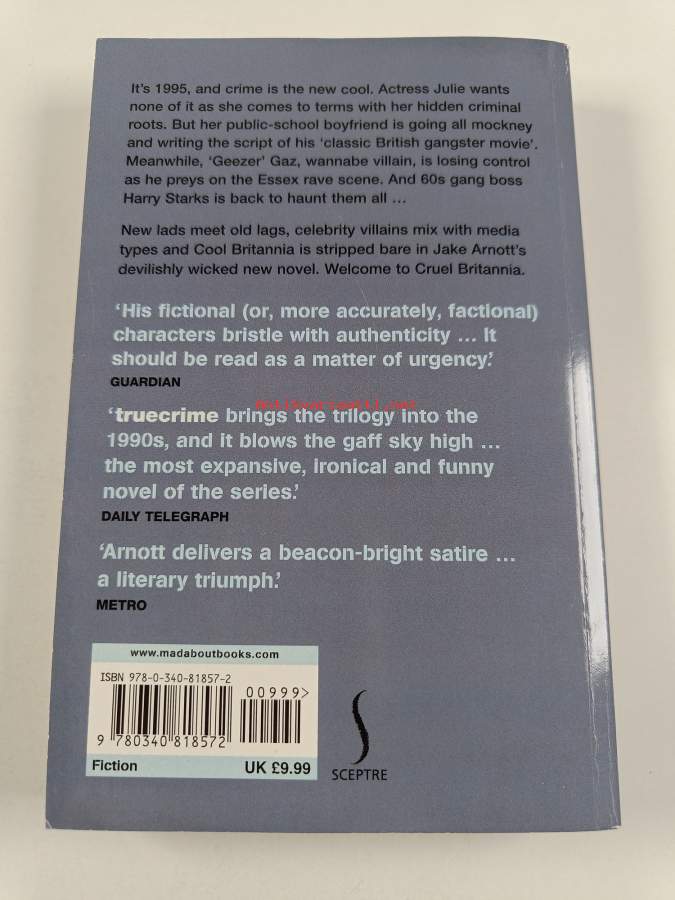 It's 1995, and crime is the new cool. Actress Julie wants
none of it as she comes to terms with her hidden criminal
roots. But her public-school boyfriend is going all mockney
and writing the script of his 'classic British gangster movie'.
Meanwhile, 'Geezer' Gaz, wannabe villain, is losing control
as he preys on the Essex rave scene. And 60s gang boss
Harry Starks is back to haunt them all ...
New lads meet old lags, celebrity villains mix with media
types and Cool Britannia is stripped bare in Jake Arnott's
devilishly wicked new novel. Welcome to Cruel Britannia.
'His fictional (or, more accurately, factional)
characters bristle with authenticity ... It
should be read as a matter of urgency.'
GUARDIAN
'truecrime brings the trilogy into the
1990s, and it blows the gaff sky high ...
the most expansive, ironical and funny
novel of the series.'
DAILY TELEGRAPH
'Arnott delivers a beacon-bright satire ...
a literary triumph.'
METRO
www.madaboutbooks.com
ISBN 978-0-340-81857-2
00999>
9 780340 818572
Fiction UK £9.99
SCEPTRE